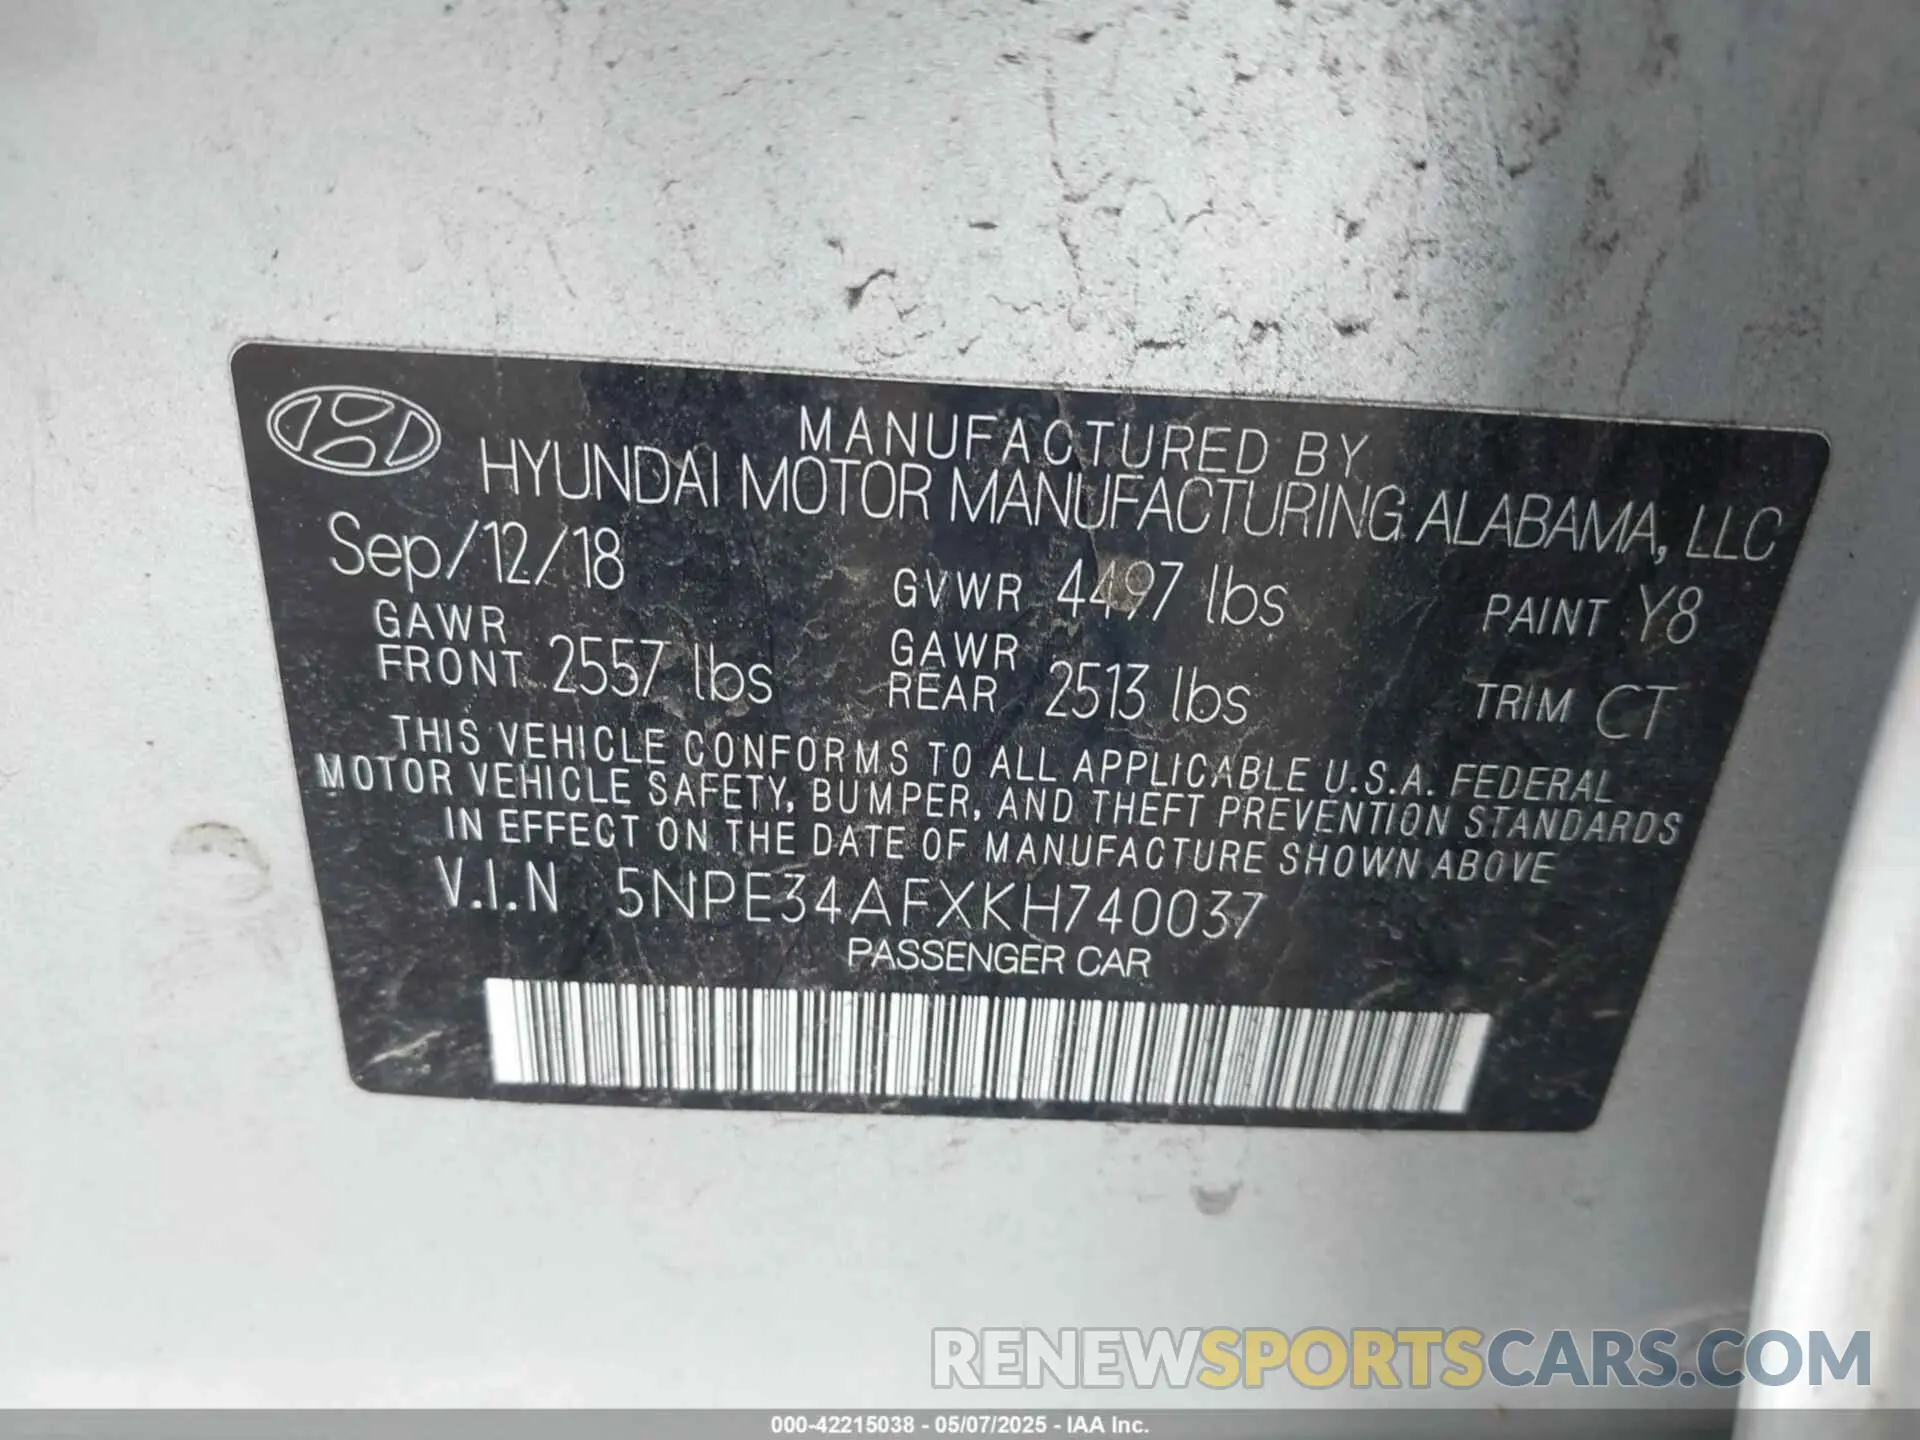 MANUFACTURED BY
HYUNDAI MOTOR MANUFACTURING ALABAMA, LLC
Sep/12/18
GVWR 4497 lbs
PAINT Y8
GAWR
FRONT 2557 lbs
GAWR
REAR 2513 lbs
TRIM CT
THIS VEHICLE CONFORMS TO ALL APPLICABLE U.S.A. FEDERAL
MOTOR VEHICLE SAFETY, BUMPER, AND THEFT PREVENTION STANDARDS
IN EFFECT ON THE DATE OF MANUFACTURE SHOWN ABOVE
V.I.N 5NPE34AFXKH740037
PASSENGER CAR
RENEWSPORTSCARS.COM
000-42215038 - 05/07/2025 - IAA Inc.